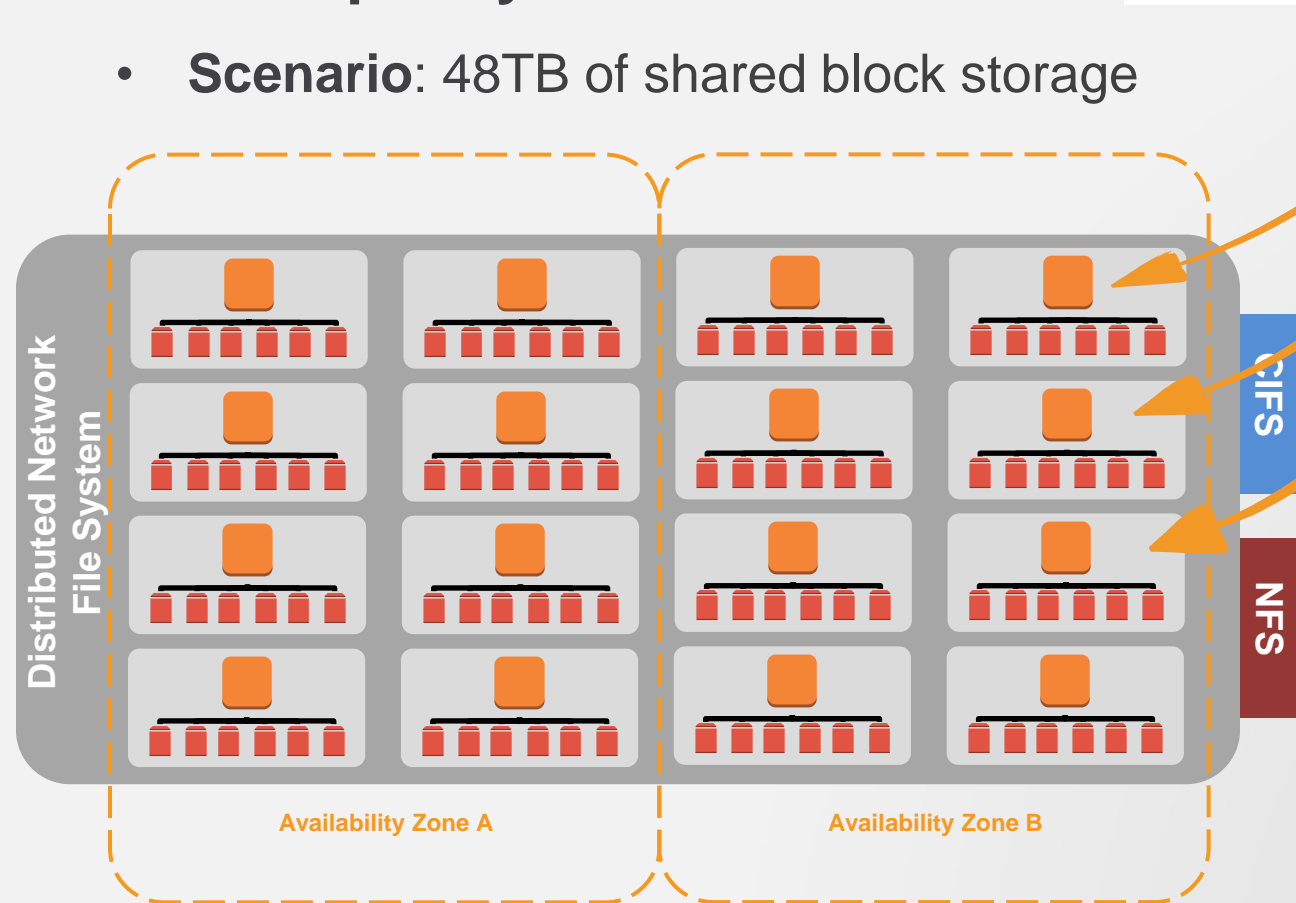 • Scenario: 48TB of shared block storage
Distributed Network
File System
CIFS
NFS
Availability Zone A
Availability Zone B